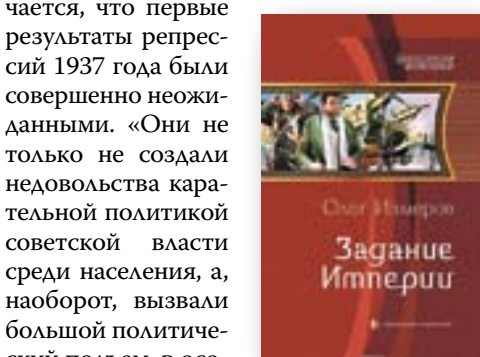 чается, что первые
результаты репрес-
сий 1937 года были
совершенно неожи-
данными. «Они не
только не создали
недовольства кара-
тельной политикой
советской власти
среди населения, а,
наоборот, вызвали
большой политиче-
Олег Измеров
Задание
Империи